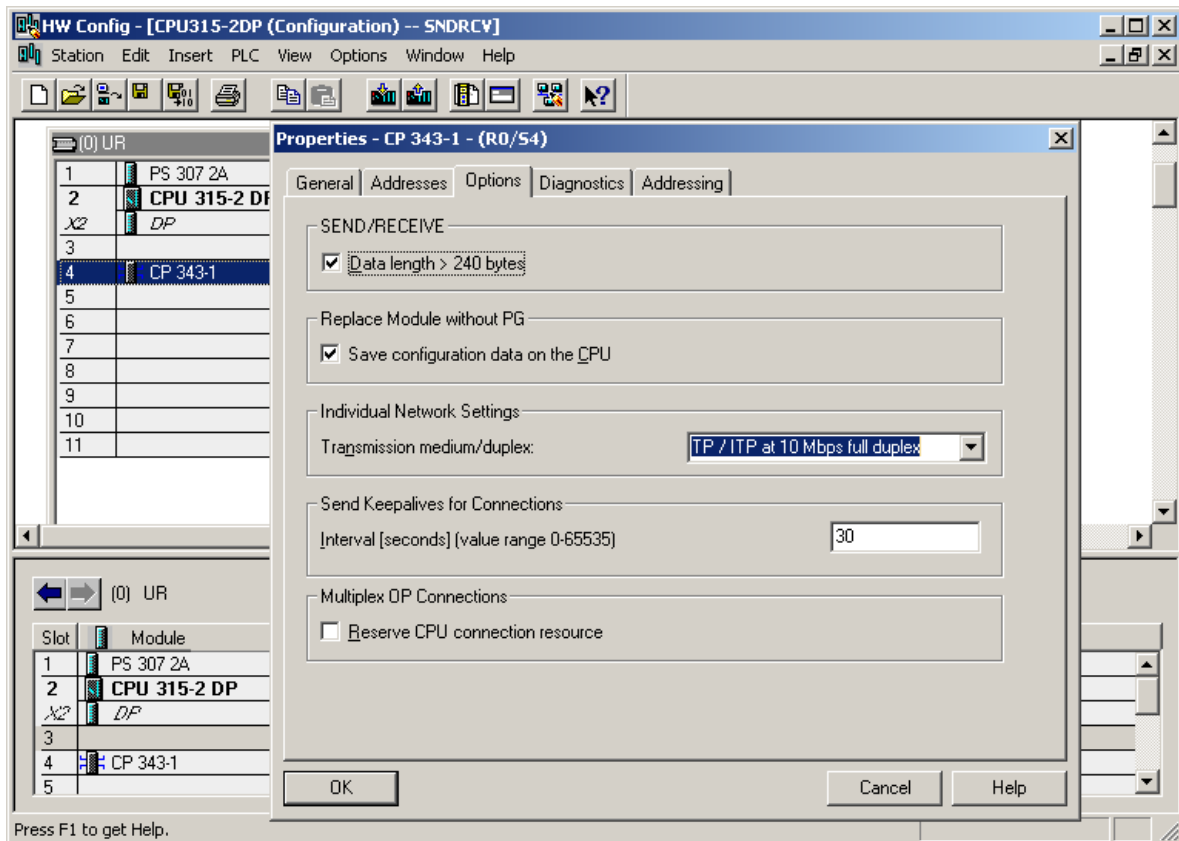 HW Config - [CPU315-2DP (Configuration) -- SNDRCV]
Station Edit Insert PLC View Options Window Help
(0) UR
1 PS 307 2A
2 CPU 315-2 DP
X2 DP
3
4 CP 343-1
5
6
7
8
9
10
11
Properties - CP 343-1 - (R0/S4)
General Addresses Options Diagnostics Addressing
SEND/RECEIVE
Data length > 240 bytes
Replace Module without PG
Save configuration data on the CPU
Individual Network Settings
Transmission medium/duplex: TP / ITP at 10 Mbps full duplex
Send Keepalives for Connections
Interval [seconds] (value range 0-65535) 30
Multiplex OP Connections
Reserve CPU connection resource
OK Cancel Help
(0) UR
Slot Module
1 PS 307 2A
2 CPU 315-2 DP
X2 DP
3
4 CP 343-1
5
Press F1 to get Help.